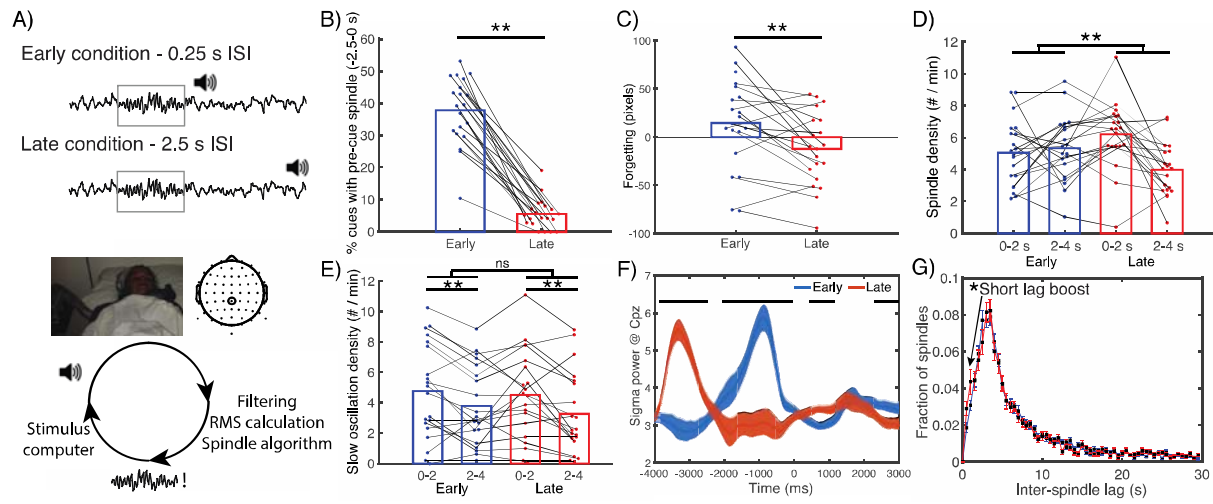 A)
Early condition - 0.25 s ISI
Late condition - 2.5 s ISI
Stimulus
computer
Filtering
RMS calculation
Spindle algorithm
!
B)
**
% cues with pre-cue spindle (-2.5-0 s)
60
50
40
30
20
10
0
Early
Late
C)
**
Forgetting (pixels)
100
50
0
-50
-100
Early
Late
D)
**
Spindle density (# / min)
12
10
8
6
4
2
0
0-2 s
2-4 s
0-2 s
2-4 s
Early
Late
E)
ns
**
**
Slow oscillation density (# / min)
12
10
8
6
4
2
0
0-2
2-4
0-2
2-4
Early
Late
F)
Early
Late
Sigma power @ Cpz
7
6
5
4
3
2
-4000
-3000
-2000
-1000
0
1000
2000
3000
Time (ms)
G)
*Short lag boost
Fraction of spindles
0.1
0.08
0.06
0.04
0.02
0
0
10
20
30
Inter-spindle lag (s)